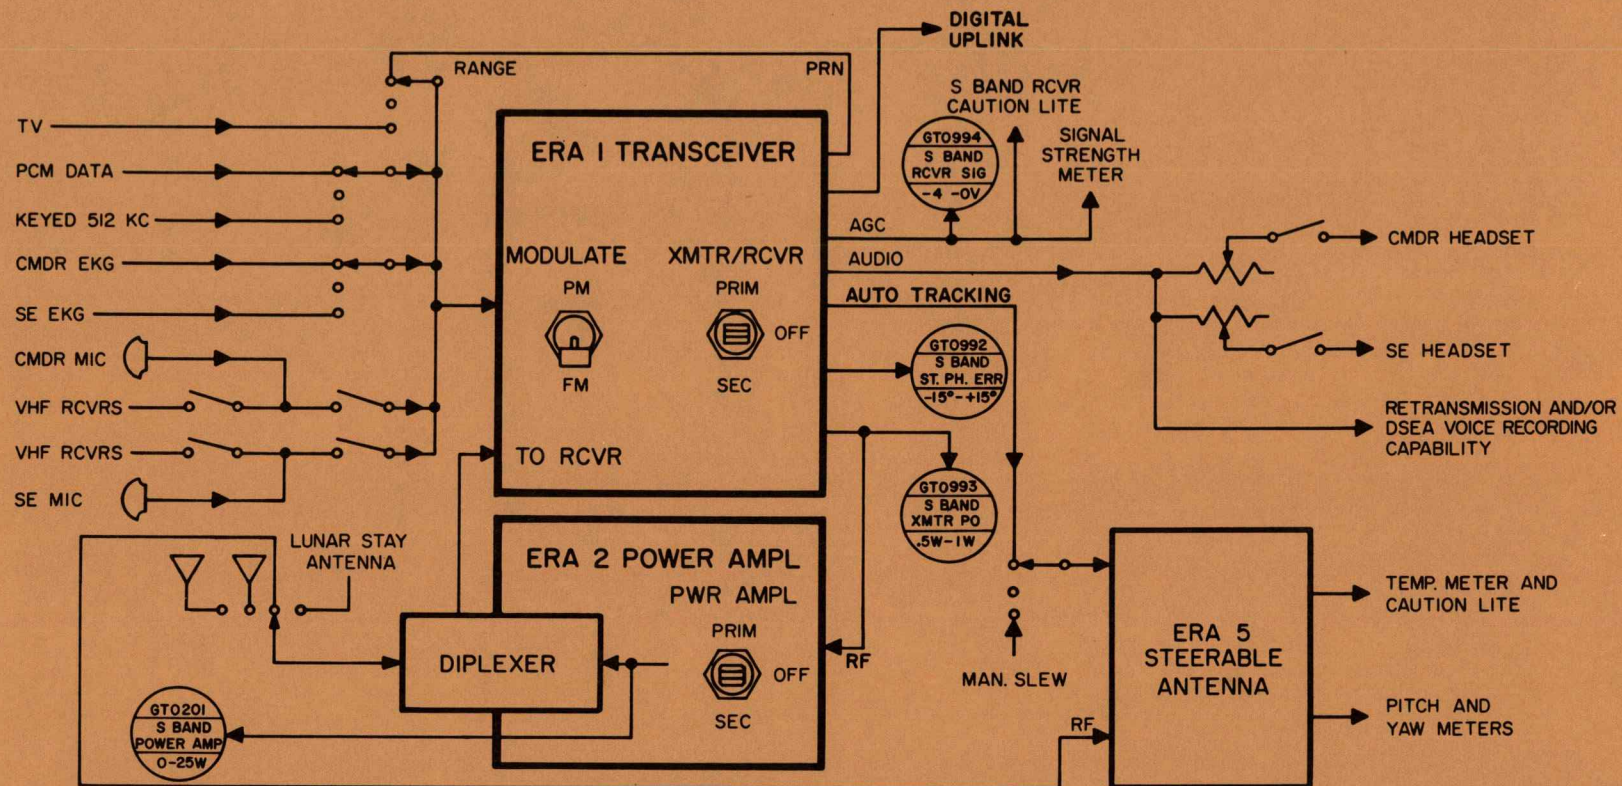 DIGITAL
UPLINK
RANGE
PRN
S BAND RCVR
CAUTION LITE
TV
GT0994
S BAND
RCVR SIG
-4 -0V
SIGNAL
STRENGTH
METER
ERA 1 TRANSCEIVER
PCM DATA
KEYED 512 KC
AGC
CMDR HEADSET
CMDR EKG
MODULATE
XMTR/RCVR
AUDIO
PM
PRIM
AUTO TRACKING
SE EKG
OFF
CMDR MIC
GT0992
S BAND
ST. PH. ERR
-15°-+15°
SE HEADSET
FM
SEC
VHF RCVRS
RETRANSMISSION AND/OR
DSEA VOICE RECORDING
CAPABILITY
VHF RCVRS
TO RCVR
SE MIC
GT0993
S BAND
XMTR PO
.5W-1W
LUNAR STAY
ANTENNA
ERA 2 POWER AMPL
PWR AMPL
TEMP. METER AND
CAUTION LITE
PRIM
ERA 5
STEERABLE
ANTENNA
DIPLEXER
OFF
RF
MAN. SLEW
SEC
GT0201
S BAND
POWER AMP
0-25W
RF
PITCH AND
YAW METERS